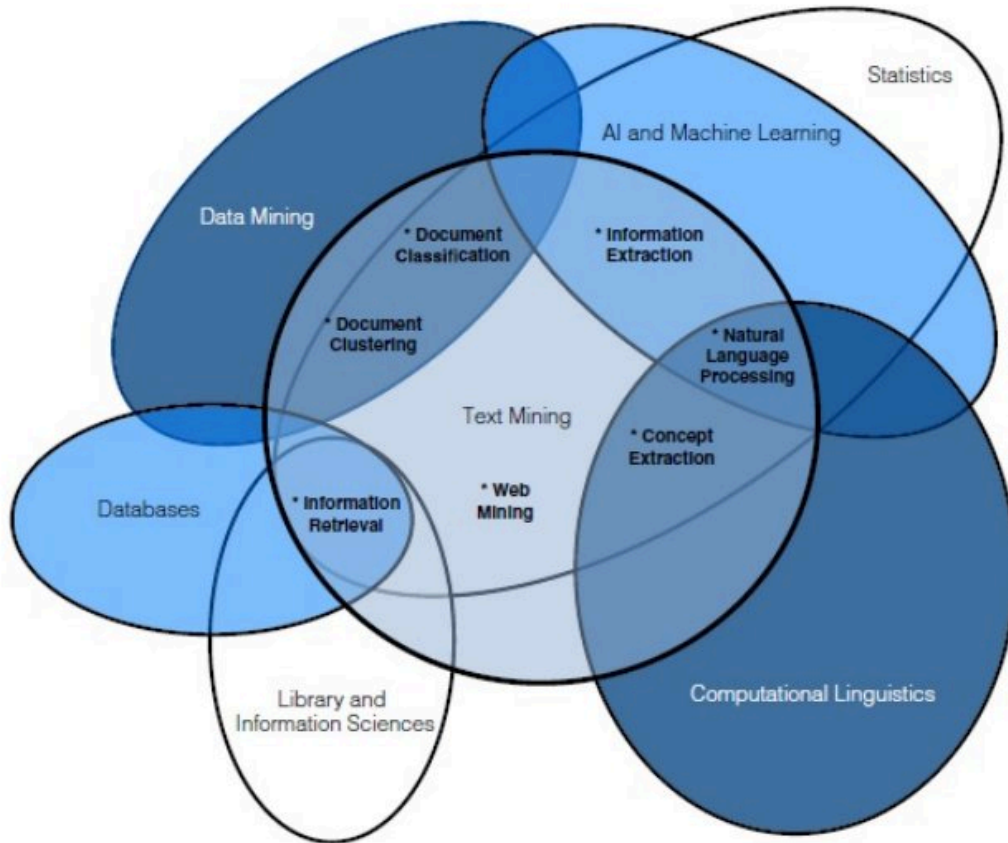 Statistics
AI and Machine Learning
Data Mining
* Document
Classification
* Information
Extraction
* Document
Clustering
* Natural
Language
Processing
Text Mining
* Concept
Extraction
* Web
Mining
Databases
* Information
Retrieval
Library and
Information Sciences
Computational Linguistics